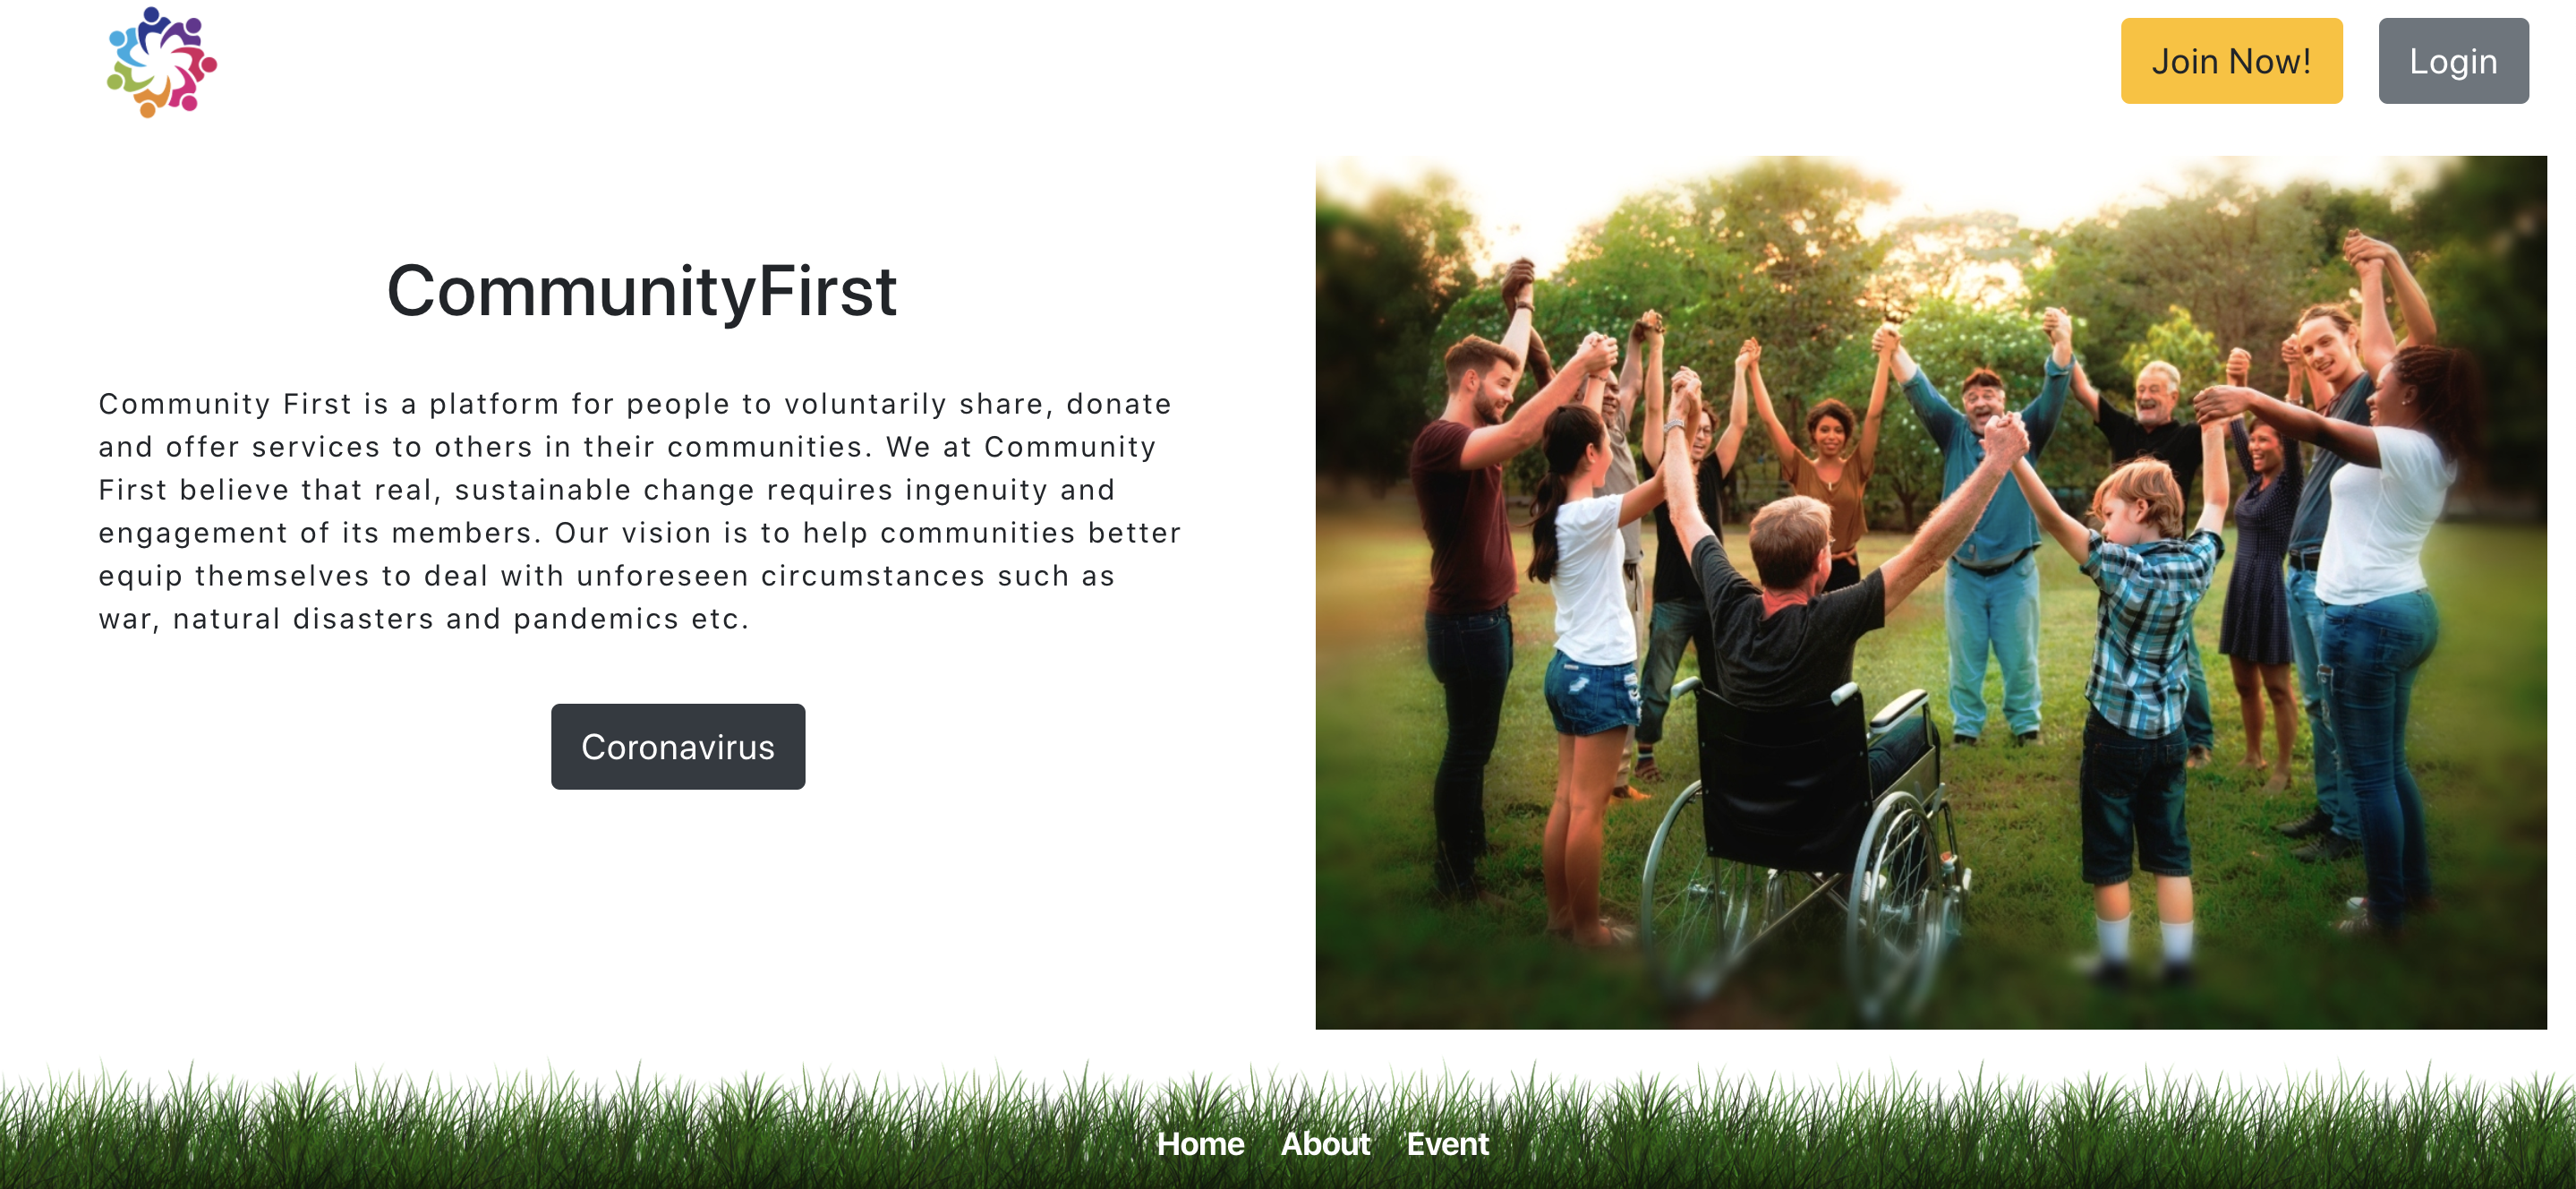 Join Now!
Login
CommunityFirst
Community First is a platform for people to voluntarily share, donate
and offer services to others in their communities. We at Community
First believe that real, sustainable change requires ingenuity and
engagement of its members. Our vision is to help communities better
equip themselves to deal with unforeseen circumstances such as
war, natural disasters and pandemics etc.
Coronavirus
Home About Event